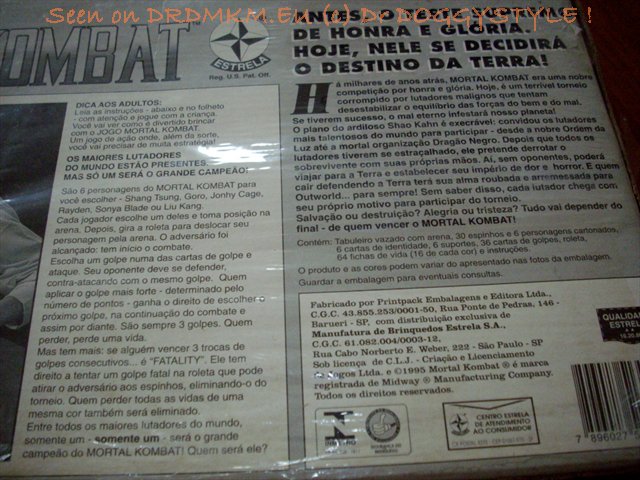 Seen on DRDMKM.Eu (c) Dr DOGGYSTYLE !
KOMBAT
ESTRELA
Reg. U.S. Pat. Off.
DE HONRA E GLÓRIA.
HOJE, NELE SE DECIDIRÁ
O DESTINO DA TERRA!
DICA AOS ADULTOS:
Leia as instruções - abaixo e no folheto
- com atenção e jogue com a criança.
Você vai ver como é divertido brincar
com o JOGO MORTAL KOMBAT.
Um jogo de ação onde, além da sorte,
você vai precisar de muita estratégia!
OS MAIORES LUTADORES
DO MUNDO ESTÃO PRESENTES.
MAS SÓ UM SERÁ O GRANDE CAMPEÃO!
São 6 personagens do MORTAL KOMBAT para
você escolher - Shang Tsung, Goro, Jonhy Cage,
Rayden, Sonya Blade ou Liu Kang.
Cada jogador escolhe um deles e toma posição na
arena. Depois, gira a roleta para deslocar seu
personagem pela arena. O adversário foi
alcançado: tem início o combate.
Escolha um golpe numa das cartas de golpe e
ataque. Seu oponente deve se defender,
contra-atacando com o mesmo golpe. Quem
aplicar o golpe mais forte - determinado pelo
número de pontos - ganha o direito de escolher o
próximo golpe, na continuação do combate e
assim por diante. São sempre 3 golpes. Quem
perder, perde uma vida.
Mas tem mais: se alguém vencer 3 trocas de
golpes consecutivos... é "FATALITY". Ele tem
direito a tentar um golpe fatal na roleta que pode
atirar o adversário aos espinhos, eliminando-o do
torneio. Quem perder todas as vidas de uma
mesma cor também será eliminado.
Entre todos os maiores lutadores do mundo,
somente um - somente um - será o grande
campeão do MORTAL KOMBAT! Quem será ele?
Há milhares de anos atrás, MORTAL KOMBAT era uma nobre
competição por honra e glória. Hoje, é um terrível torneio
corrompido por lutadores malignos que tentam
desestabilizar o equilíbrio das forças do bem e do mal.
Se tiverem sucesso, o mal eterno infestará nosso planeta!
O plano do ardiloso Shao Kahn é execrável: convidou os lutadores
mais talentosos do mundo para participar - desde a nobre Ordem da
Luz até a mortal organização Dragão Negro. Depois que todos os
lutadores tiverem se estraçalhado, ele pretende derrotar o
sobrevivente com suas próprias mãos. Aí, sem oponentes, poderá
viajar para a Terra e estabelecer seu império de dor e horror. E quem
cair defendendo a Terra terá sua alma roubada e arremessada para
Outworld... para sempre! Sem saber disso, cada lutador chega com
seu próprio motivo para participar do torneio.
Salvação ou destruição? Alegria ou tristeza? Tudo vai depender do
final - de quem vencer o MORTAL KOMBAT!
Contém: Tabuleiro vazado com arena, 30 espinhos e 6 personagens cartonados,
6 cartas de identidade, 6 suportes, 36 cartas de golpes, roleta,
64 fichas de vida (16 de cada cor) e instruções.
O produto e as cores podem variar do apresentado nas fotos da embalagem.
Guardar a embalagem para eventuais consultas.
Fabricado por Printpack Embalagens e Editora Ltda.,
C.G.C. 43.855.253/0001-50, Rua Ponte de Pedras, 146 -
Barueri - SP, com distribuição exclusiva de
Manufatura de Brinquedos Estrela S.A.,
C.G.C. 61.082.004/0003-12,
Rua Cabo Norberto E. Weber, 222 - São Paulo - SP
Sob licença de C.L.J. - Criação e Licenciamento
de Jogos Ltda. e ©1995 Mortal Kombat ® é marca
registrada de Midway ® Manufacturing Company.
Todos os direitos reservados.
QUALIDADE
ESTRELA
INMETRO
ESTRELA
CENTRO ESTRELA
DE ATENDIMENTO
AO CONSUMIDOR
7 896027